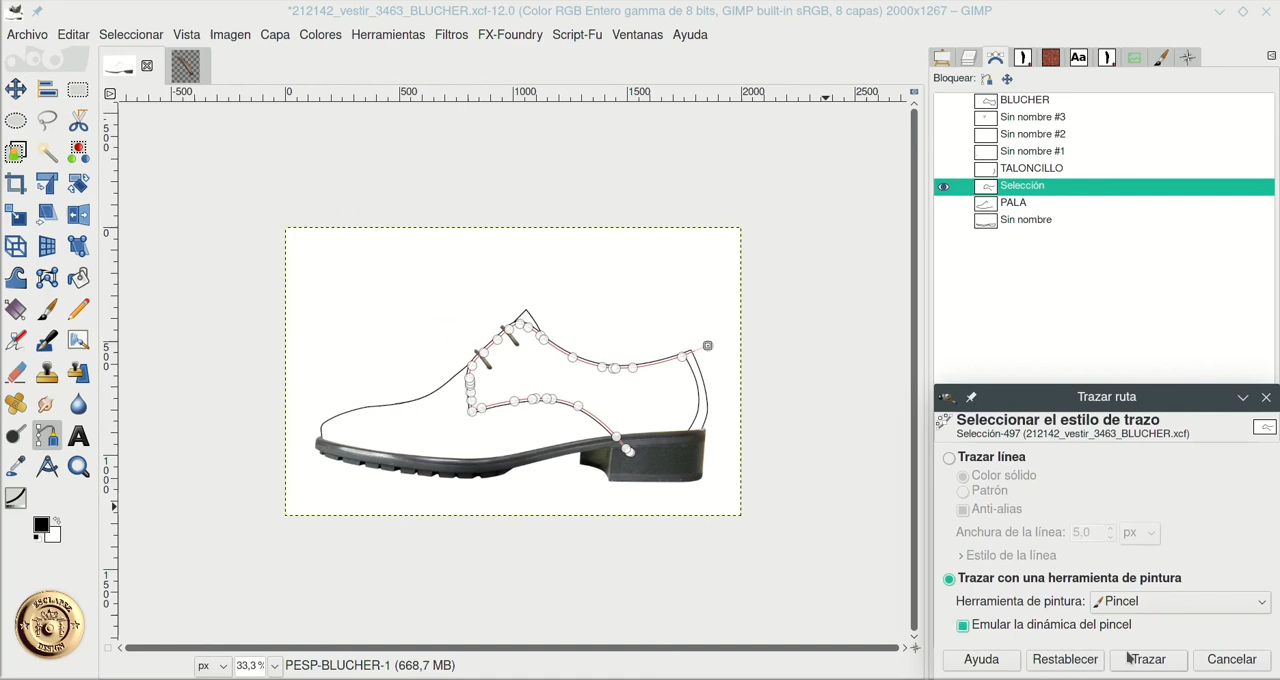 *212142_vestir_3463_BLUCHER.xcf-12.0 (Color RGB Entero gamma de 8 bits, GIMP built-in sRGB, 8 capas) 2000x1267 – GIMP
Archivo Editar Seleccionar Vista Imagen Capa Colores Herramientas Filtros FX-Foundry Script-Fu Ventanas Ayuda
-500 0 500 1000 1500 2000 2500
Bloquear:
BLUCHER
Sin nombre #3
Sin nombre #2
Sin nombre #1
TALONCILLO
Selección
PALA
Sin nombre
Trazar ruta
Seleccionar el estilo de trazo
Selección-497 (212142_vestir_3463_BLUCHER.xcf)
Trazar línea
Color sólido
Patrón
Anti-alias
Anchura de la línea: 5,0 px
Estilo de la línea
Trazar con una herramienta de pintura
Herramienta de pintura: Pincel
Emular la dinámica del pincel
Ayuda Restablecer Trazar Cancelar
ESCLAPES
DESIGN
px 33,3 % PESP-BLUCHER-1 (668,7 MB)